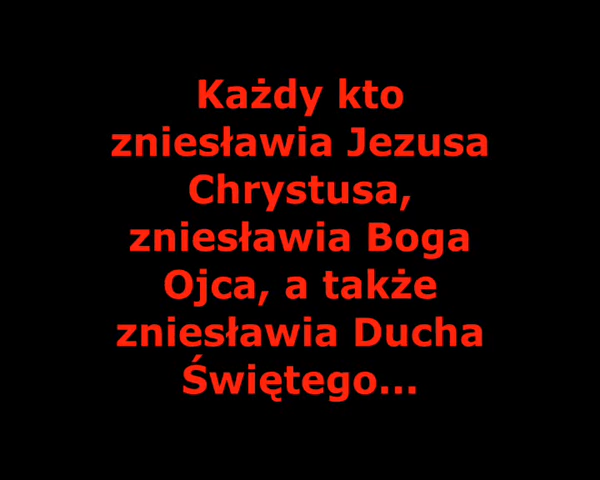 Każdy kto
zniesławia Jezusa
Chrystusa,
zniesławia Boga
Ojca, a także
zniesławia Ducha
Świętego...